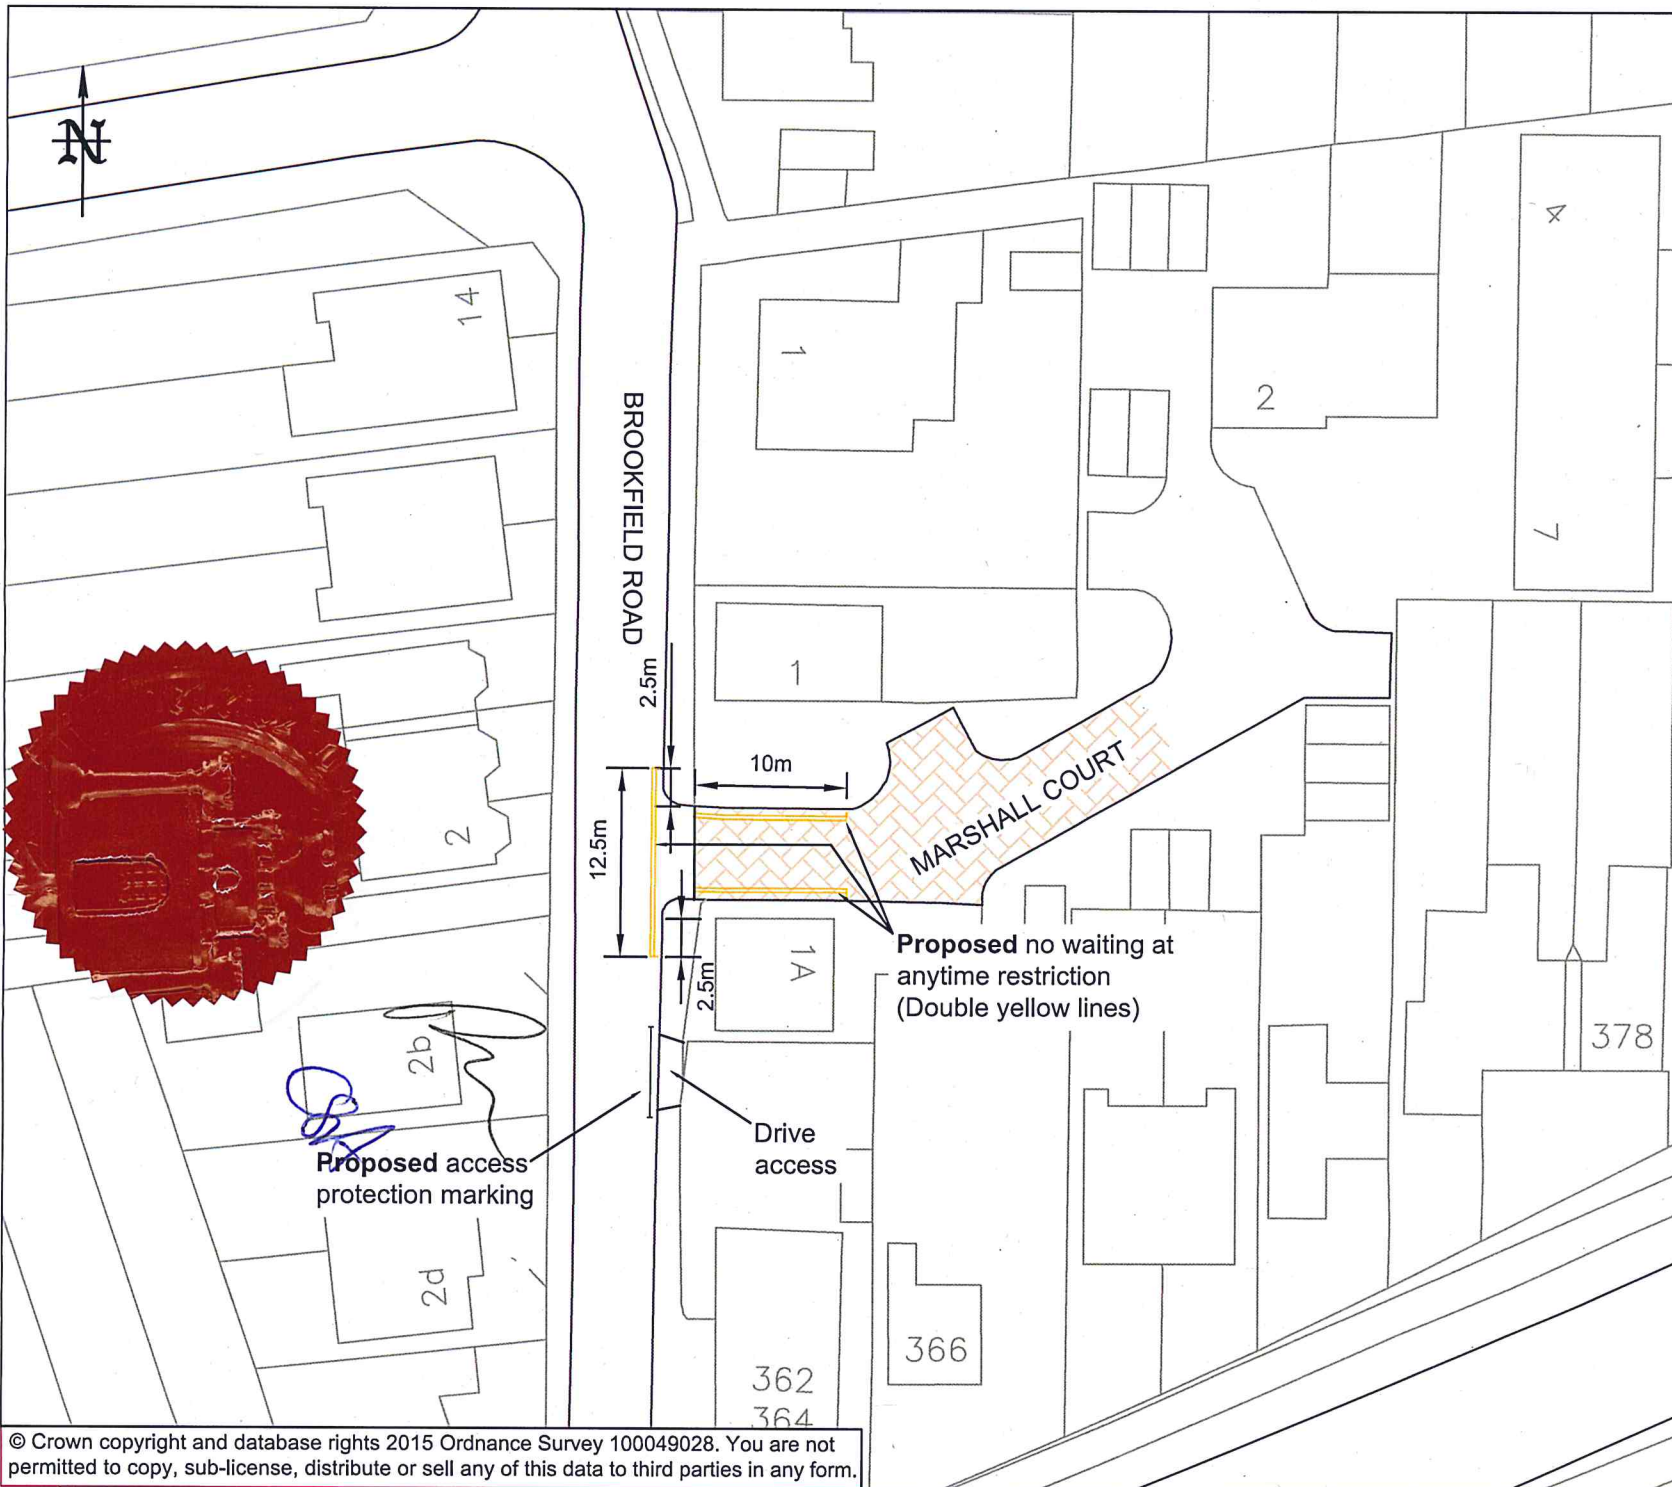 N
14
1
4
2
7
BROOKFIELD ROAD
2.5m
1
10m
12.5m
MARSHALL COURT
2
1A
Proposed no waiting at
anytime restriction
(Double yellow lines)
2.5m
378
2b
Drive
access
Proposed access
protection marking
2d
366
362
364
© Crown copyright and database rights 2015 Ordnance Survey 100049028. You are not
permitted to copy, sub-license, distribute or sell any of this data to third parties in any form.